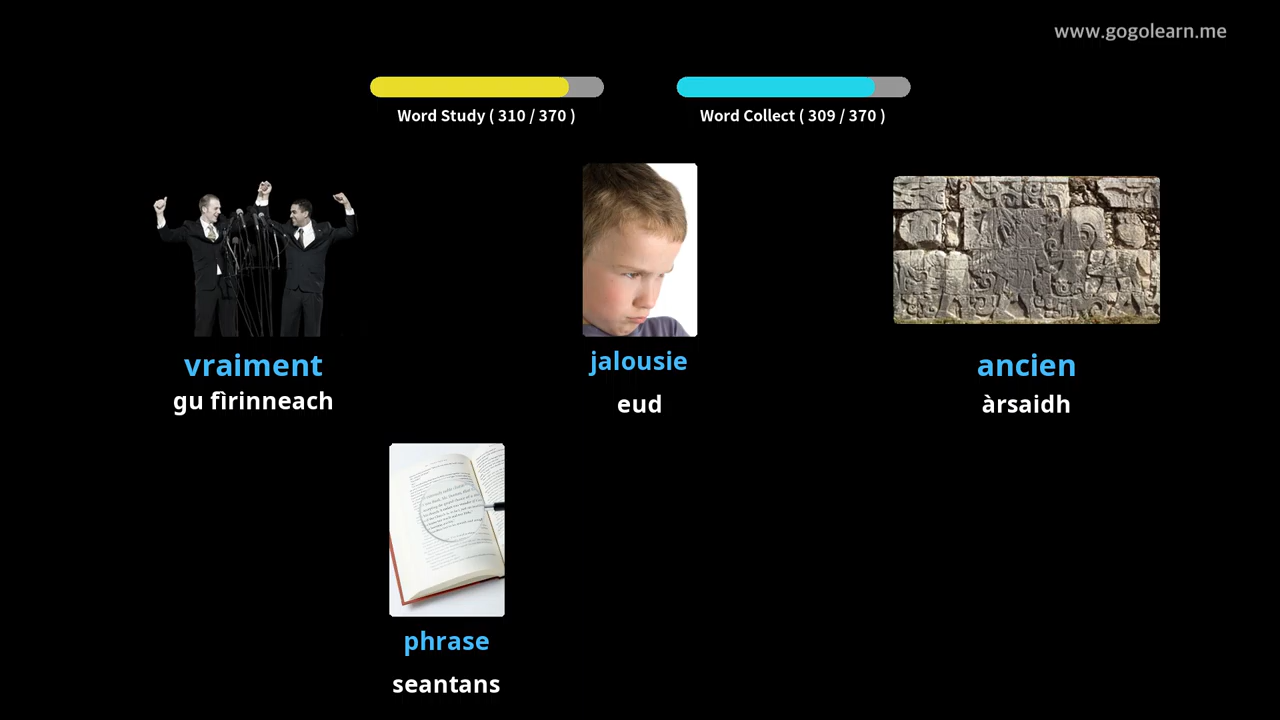 www.gogolearn.me
Word Study ( 310 / 370 )
Word Collect ( 309 / 370 )
vraiment
gu fìrinneach
jalousie
eud
ancien
àrsaidh
phrase
seantans